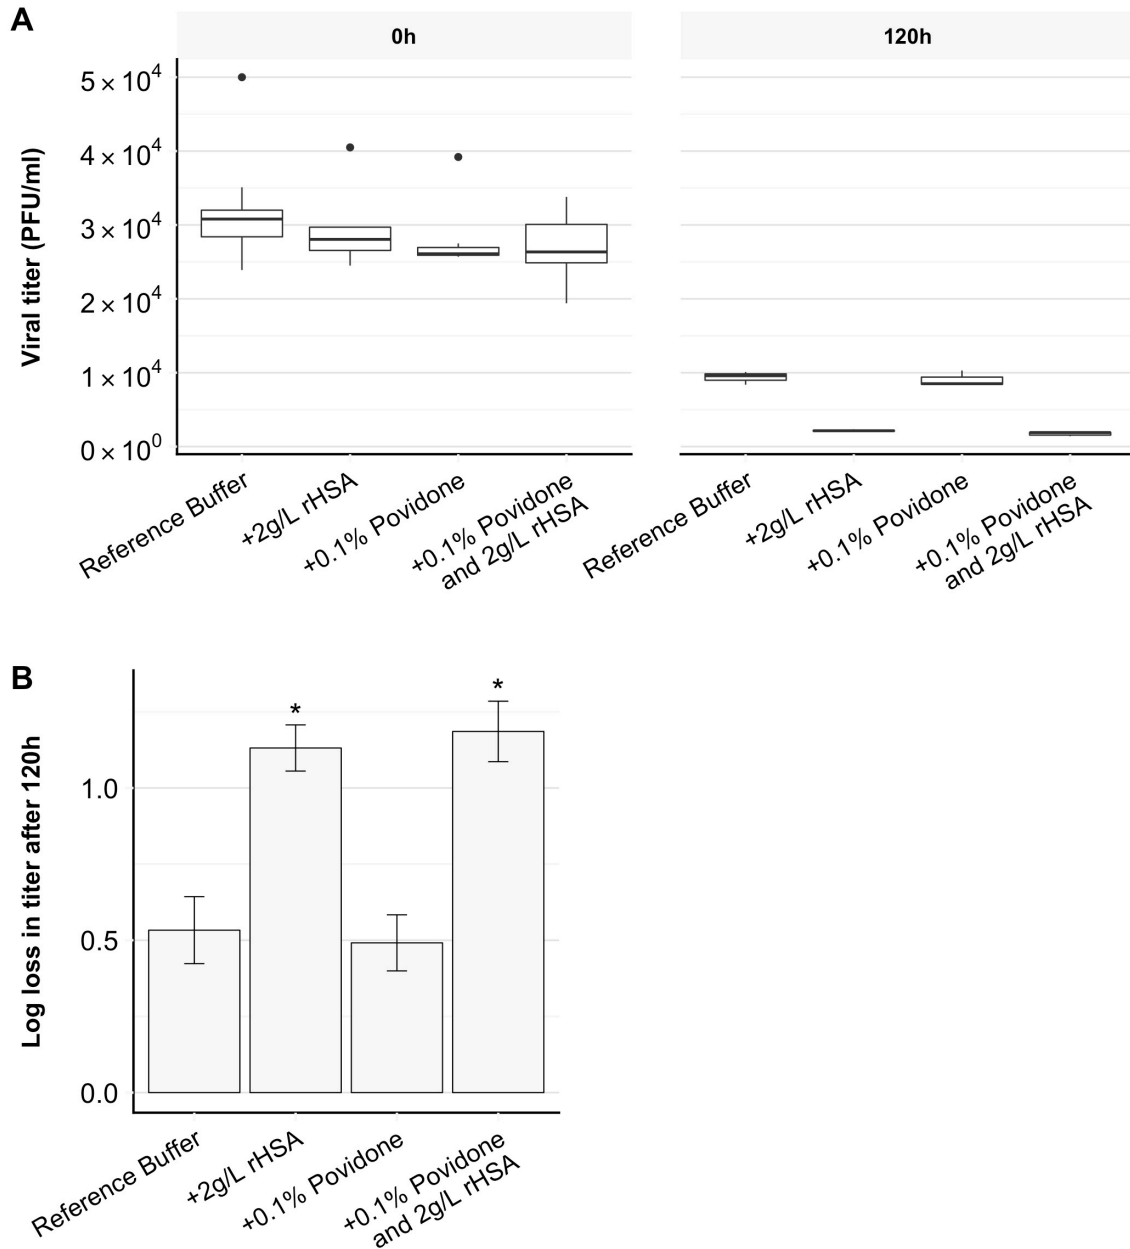 A
0h
120h
Viral titer (PFU/ml)
5 × 10⁴
4 × 10⁴
3 × 10⁴
2 × 10⁴
1 × 10⁴
0 × 10⁰
Reference Buffer
+2g/L rHSA
+0.1% Povidone
+0.1% Povidone
and 2g/L rHSA
Reference Buffer
+2g/L rHSA
+0.1% Povidone
+0.1% Povidone
and 2g/L rHSA
B
Log loss in titer after 120h
*
*
1.0
0.5
0.0
Reference Buffer
+2g/L rHSA
+0.1% Povidone
+0.1% Povidone
and 2g/L rHSA